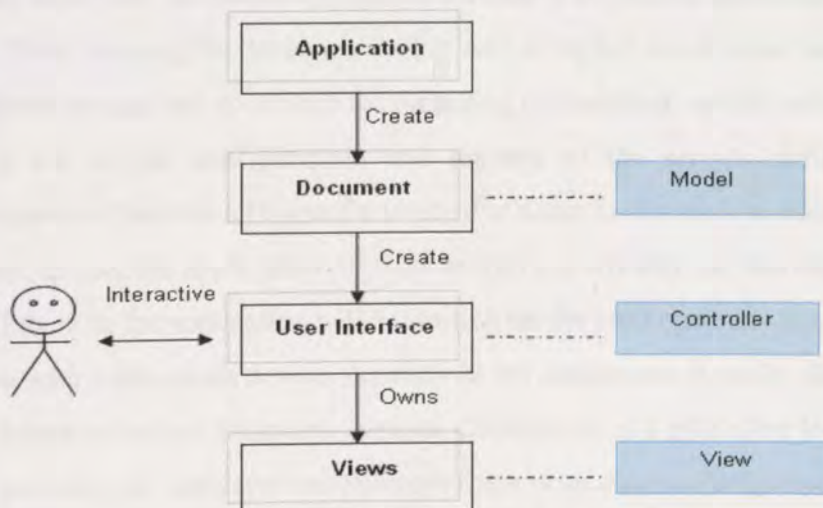 Application
Create
Document
Model
Create
Interactive
User Interface
Controller
Owns
Views
View